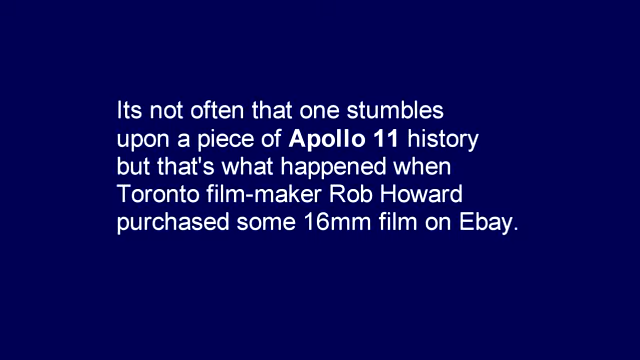 Its not often that one stumbles
upon a piece of Apollo 11 history
but that's what happened when
Toronto film-maker Rob Howard
purchased some 16mm film on Ebay.